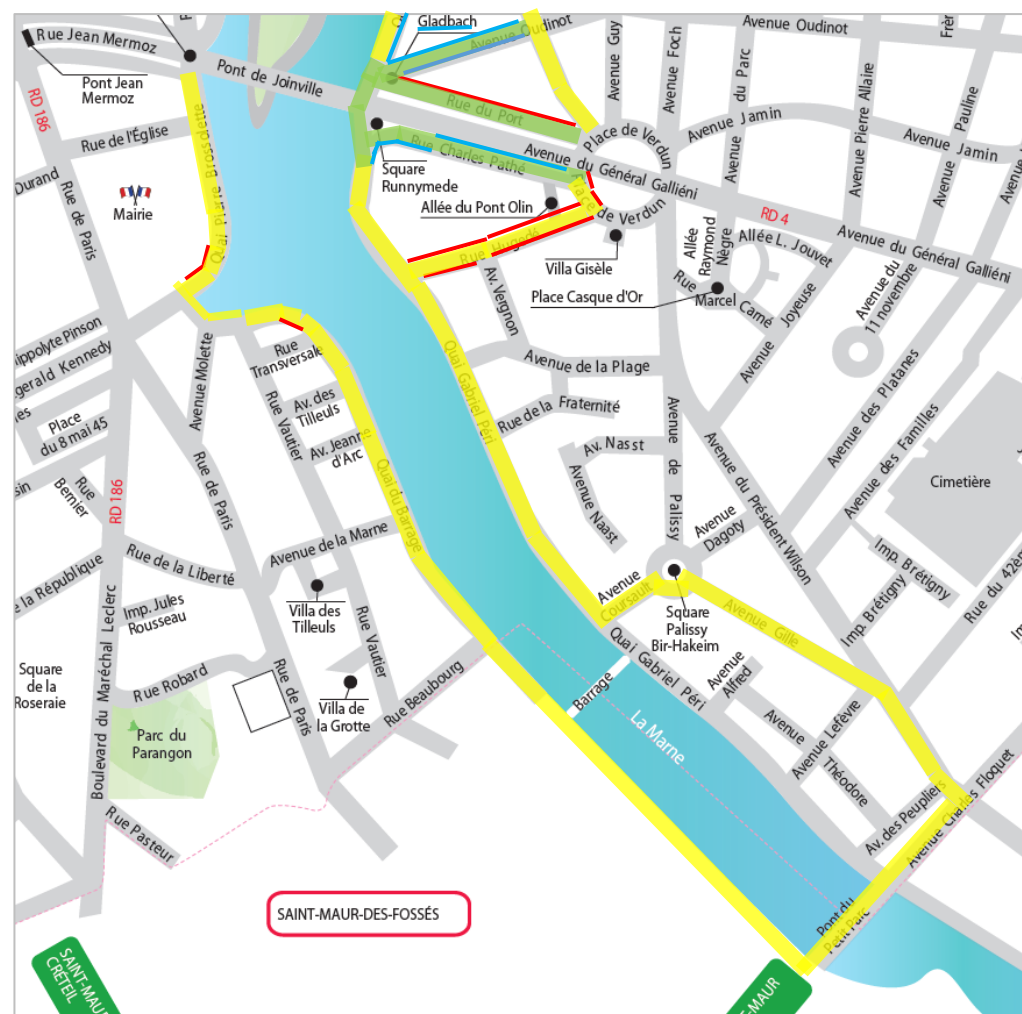 Rue Jean Mermoz
Pont Jean
Mermoz
RD 186
Rue de l'Église
Durand
Mairie
Rue de Paris
Quai Pierre Brossolette
Pont de Joinville
Gladbach
Avenue Oudinot
Avenue Oudinot
Avenue Guy
Avenue Foch
Avenue du Parc
Avenue Pierre Allaire
Pauline
Avenue
Rue du Port
Place de Verdun
Avenue Jamin
Avenue Jamin
Rue Charles Pathé
Square
Runnymede
Avenue du Général Galliéni
Allée du Pont Olin
Place de Verdun
RD 4
Avenue du Général Galliéni
Rue Hugedé
Villa Gisèle
Allée
Raymond
Nègre
Allée L. Jouvet
Place Casque d'Or
Rue Marcel Carné
Avenue Joyeuse
Avenue du
11 novembre
Av. Vergnon
Avenue de la Plage
Rue de la Fraternité
Av. Nasst
Avenue Naast
Avenue de Palissy
Avenue du Président Wilson
Avenue des Platanes
Avenue des Familles
Cimetière
Avenue
Dagoty
Imp. Brétigny
Imp. Brétigny
Rue du 42èm
ippolyte Pinson
gerald Kennedy
Place
du 8 mai 45
Rue
Bernier
RD 186
Avenue Molette
Rue
Transversale
Rue Vautier
Av. des
Tilleuls
Av. Jeanne
d'Arc
Quai Gabriel Péri
Quai du Barrage
Rue de Paris
Avenue de la Marne
Rue de la Liberté
e la République
Imp. Jules
Rousseau
Villa des
Tilleuls
Rue Vautier
Avenue
Coursault
Square
Palissy
Bir-Hakeim
Avenue Gille
Quai Gabriel Péri
Avenue
Alfred
Avenue Théodore
Avenue Lefèvre
Barrage
La Marne
Square
de la
Roseraie
Boulevard du Maréchal Leclerc
Rue Robard
Rue de Paris
Villa de
la Grotte
Rue Beaubourg
Parc du
Parangon
Rue Pasteur
Av. des Peupliers
Avenue Charles Floquet
Pont du
Petit Parc
SAINT-MAUR-DES-FOSSÉS
SAINT-MAUR
CRÉTEIL
T-MAUR